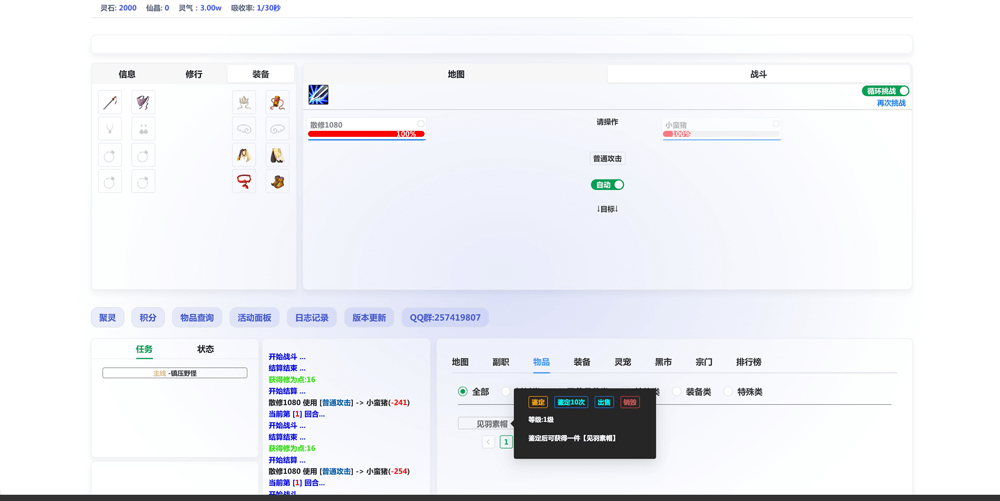 灵石: 2000 仙晶: 0 灵气 : 3.00w 吸收率: 1/30秒
信息 修行 装备
地图 战斗
循环挑战
再次挑战
散修1080
100%
请操作
小蛮猪
100%
普通攻击
自动
↓目标↓
聚灵 积分 物品查询 活动面板 日志记录 版本更新 QQ群:257419807
任务 状态
主线 -镇压野怪
开始战斗 ...
结算结束 ...
获得修为点:16
开始结算 ...
散修1080 使用 [普通攻击] -> 小蛮猪(-241)
当前第 [1] 回合...
开始战斗 ...
结算结束 ...
获得修为点:16
开始结算 ...
散修1080 使用 [普通攻击] -> 小蛮猪(-254)
当前第 [1] 回合...
开始战斗
地图 副职 物品 装备 灵宠 黑市 宗门 排行榜
全部 类 装备类 特殊类
见羽素帽
1
鉴定 鉴定10次 出售 销毁
等级:1级
鉴定后可获得一件【见羽素帽】